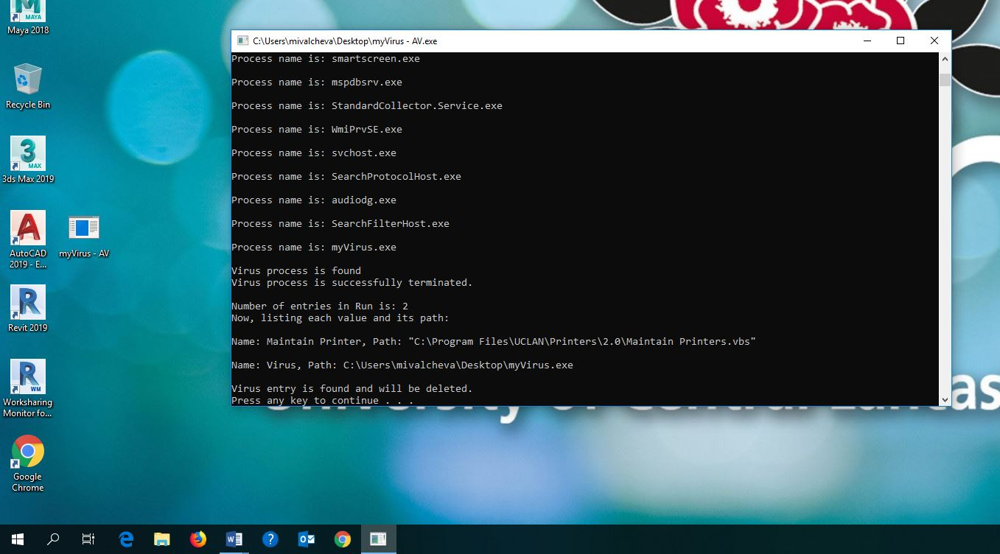 MAYA
Maya 2018
Recycle Bin
3
MAX
3ds Max 2019
A
AutoCAD
2019 - E...
myVirus - AV
R
Revit 2019
R
WM
Worksharing
Monitor fo...
Google
Chrome
C:\Users\mivalcheva\Desktop\myVirus - AV.exe
Process name is: smartscreen.exe
Process name is: mspdbsrv.exe
Process name is: StandardCollector.Service.exe
Process name is: WmiPrvSE.exe
Process name is: svchost.exe
Process name is: SearchProtocolHost.exe
Process name is: audiodg.exe
Process name is: SearchFilterHost.exe
Process name is: myVirus.exe
Virus process is found
Virus process is successfully terminated.
Number of entries in Run is: 2
Now, listing each value and its path:
Name: Maintain Printer, Path: "C:\Program Files\UCLAN\Printers\2.0\Maintain Printers.vbs"
Name: Virus, Path: C:\Users\mivalcheva\Desktop\myVirus.exe
Virus entry is found and will be deleted.
Press any key to continue . . .